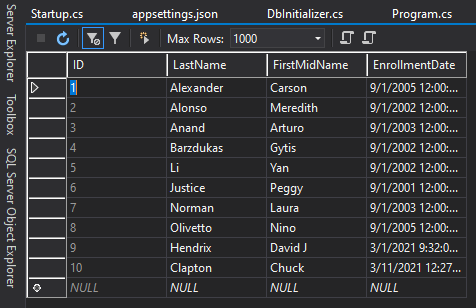 Startup.cs appsettings.json DbInitializer.cs Program.cs
Server Explorer
Toolbox
SQL Server Object Explorer
Max Rows: 1000
ID LastName FirstMidName EnrollmentDate
1 Alexander Carson 9/1/2005 12:00:...
2 Alonso Meredith 9/1/2002 12:00:...
3 Anand Arturo 9/1/2003 12:00:...
4 Barzdukas Gytis 9/1/2002 12:00:...
5 Li Yan 9/1/2002 12:00:...
6 Justice Peggy 9/1/2001 12:00:...
7 Norman Laura 9/1/2003 12:00:...
8 Olivetto Nino 9/1/2005 12:00:...
9 Hendrix David J 3/1/2021 9:32:0...
10 Clapton Chuck 3/11/2021 12:27...
NULL NULL NULL NULL